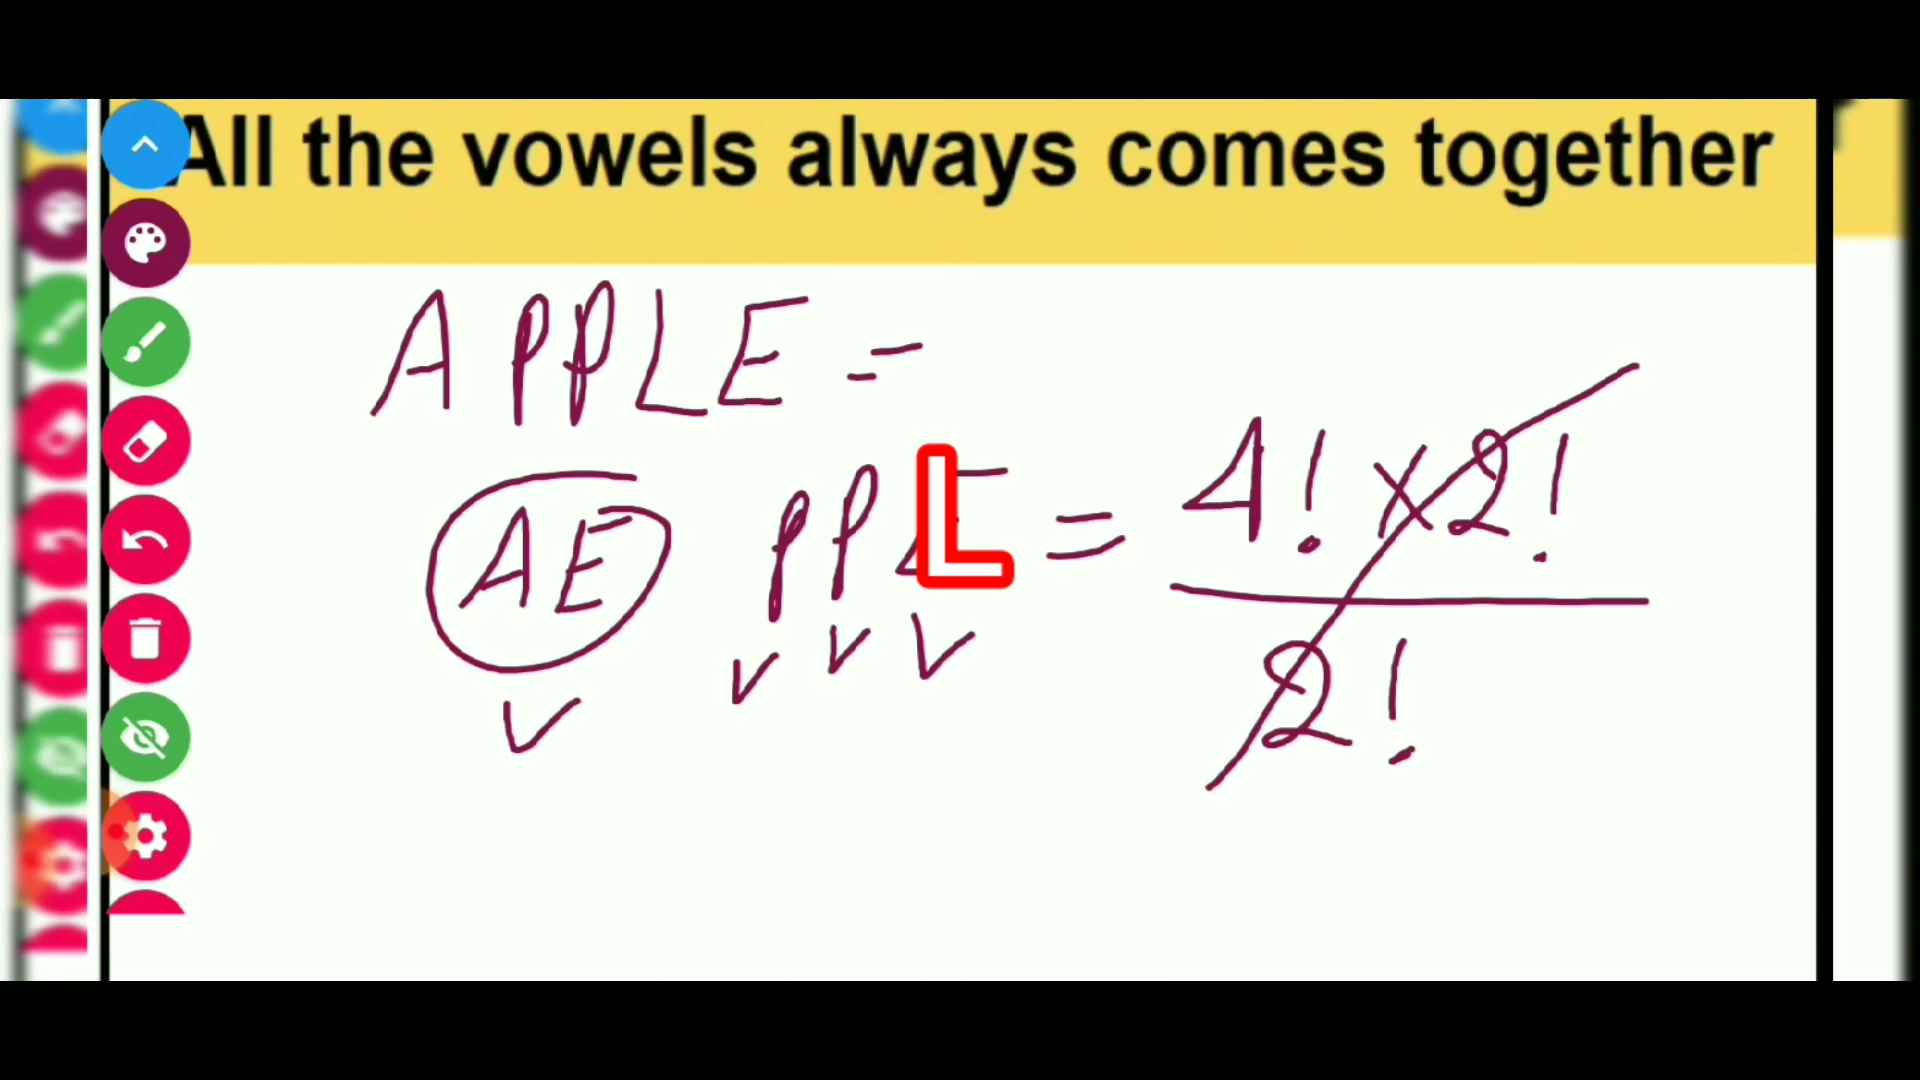 All the vowels always comes together
APPLE =
AE PPL = 4! x 2!
2!